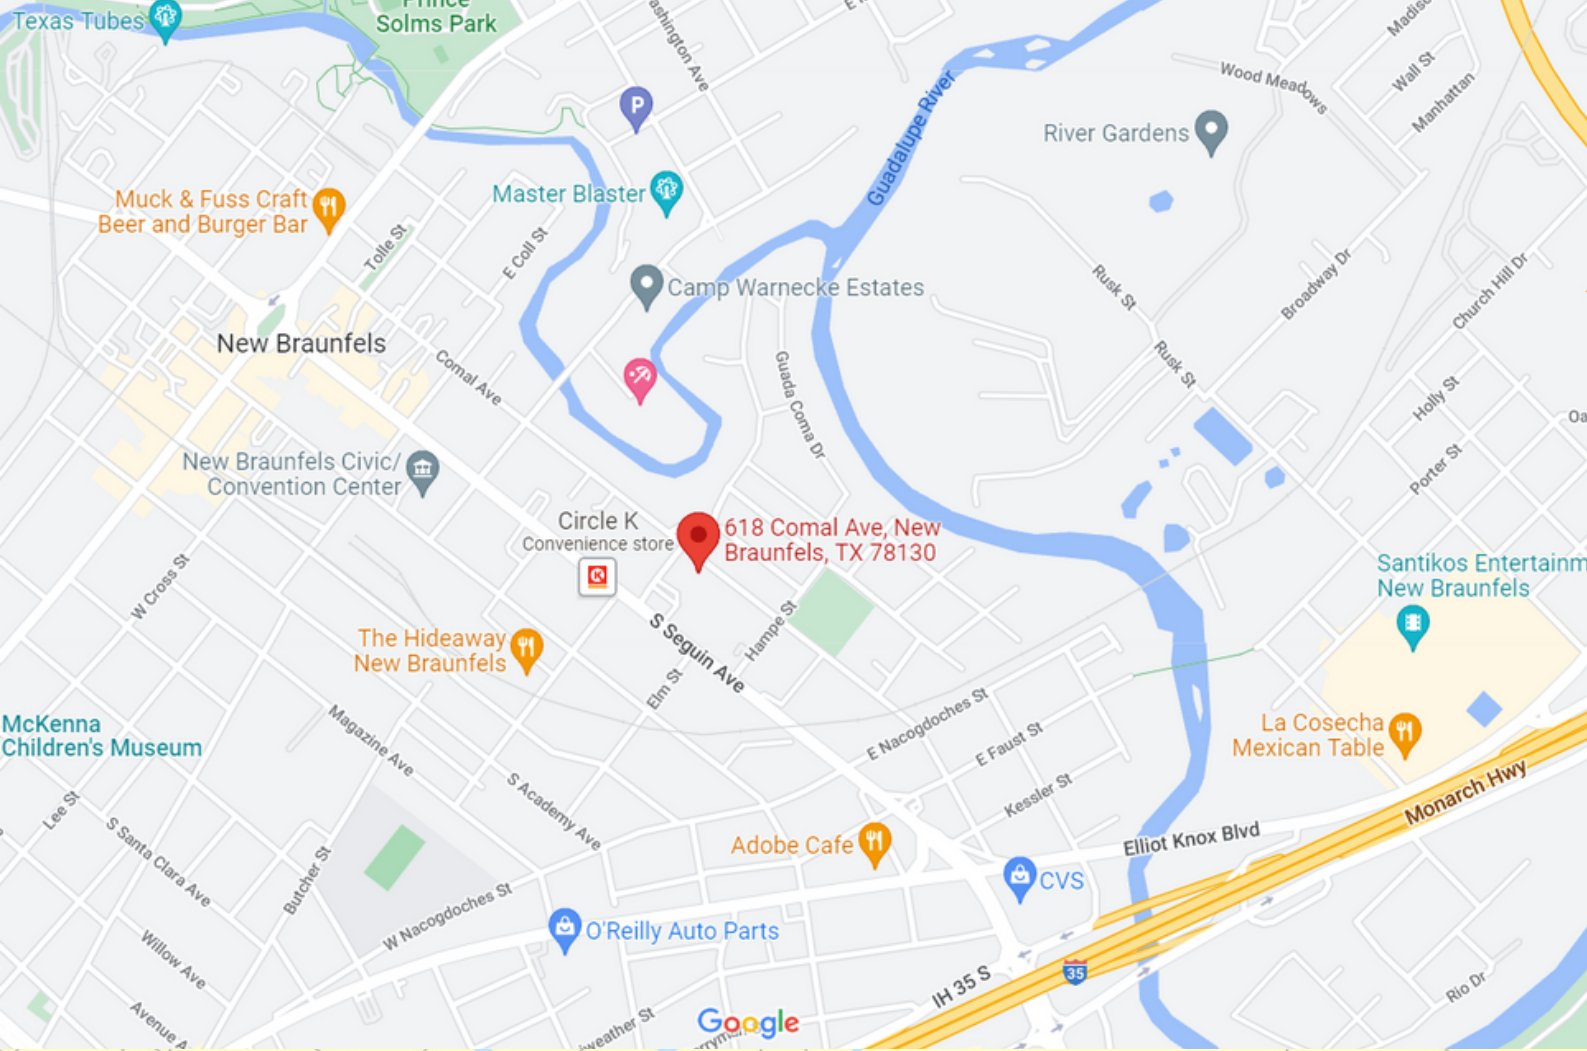 Prince
Solms Park
Texas Tubes
Madison
Wall St
Manhattan
Wood Meadows
P
River Gardens
Guadalupe River
Master Blaster
Muck & Fuss Craft
Beer and Burger Bar
Tolle St
E Coll St
Camp Warnecke Estates
Rusk St
Broadway Dr
Church Hill Dr
New Braunfels
Comal Ave
Guada Coma Dr
Rusk St
Holly St
Porter St
New Braunfels Civic/
Convention Center
Circle K
Convenience store
K
618 Comal Ave, New
Braunfels, TX 78130
W Cross St
Santikos Entertainm
New Braunfels
The Hideaway
New Braunfels
S Seguin Ave
Hampe St
Elm St
McKenna
Children's Museum
Magazine Ave
E Nacogdoches St
E Faust St
Kessler St
La Cosecha
Mexican Table
Monarch Hwy
Lee St
S Santa Clara Ave
S Academy Ave
Adobe Cafe
Elliot Knox Blvd
Butcher St
W Nacogdoches St
CVS
O'Reilly Auto Parts
Willow Ave
35
IH 35 S
Rio Dr
Avenue A
Google